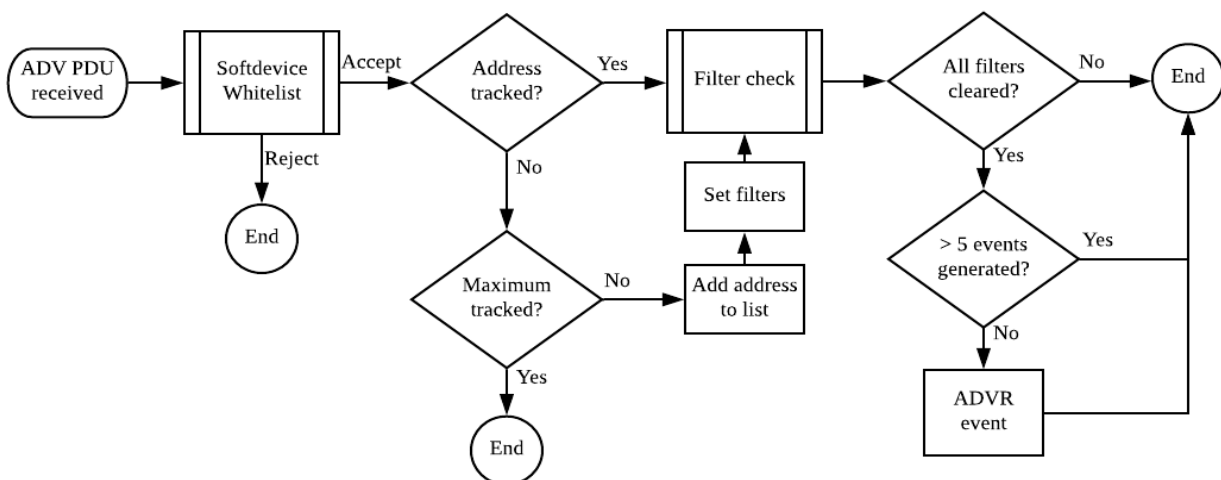 ADV PDU
received
Softdevice
Whitelist
Accept
Reject
End
Address
tracked?
Yes
No
Maximum
tracked?
No
Yes
End
Add address
to list
Set filters
Filter check
All filters
cleared?
No
End
Yes
> 5 events
generated?
Yes
No
ADVR
event